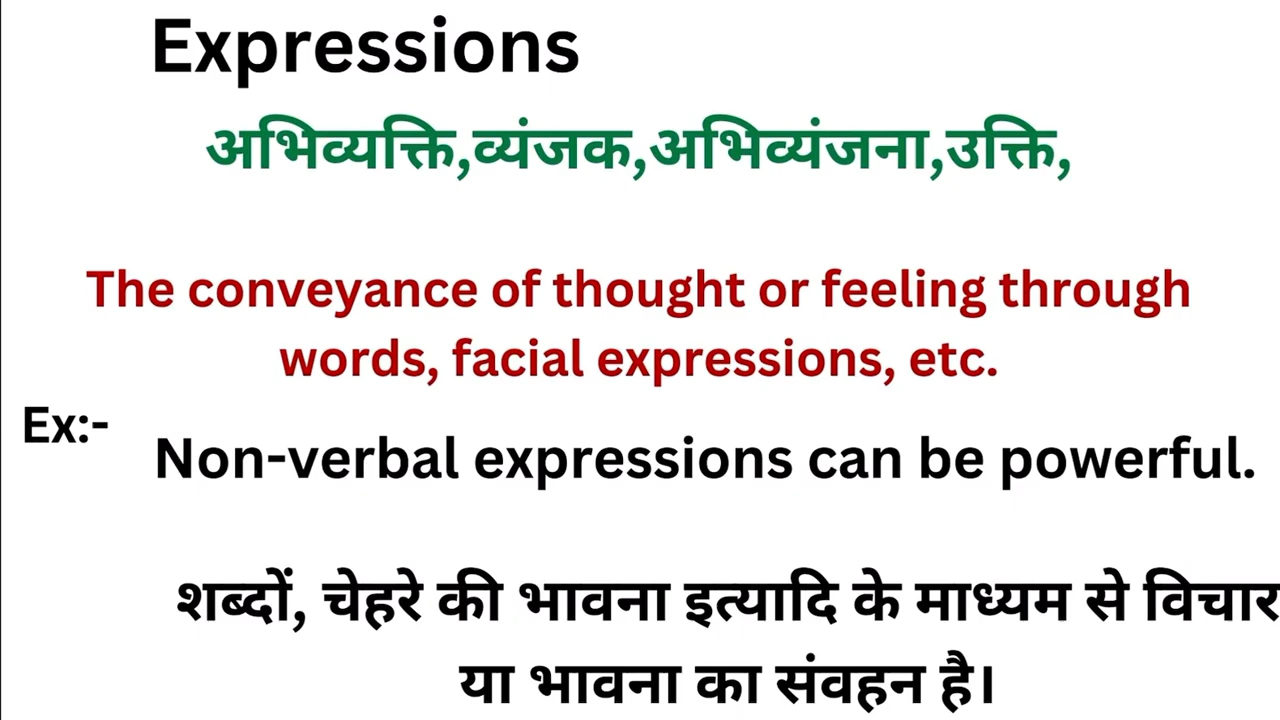 Expressions
अभिव्यक्ति,व्यंजक,अभिव्यंजना,उक्ति,
The conveyance of thought or feeling through
words, facial expressions, etc.
Ex:-
Non-verbal expressions can be powerful.
शब्दों, चेहरे की भावना इत्यादि के माध्यम से विचार
या भावना का संवहन है।